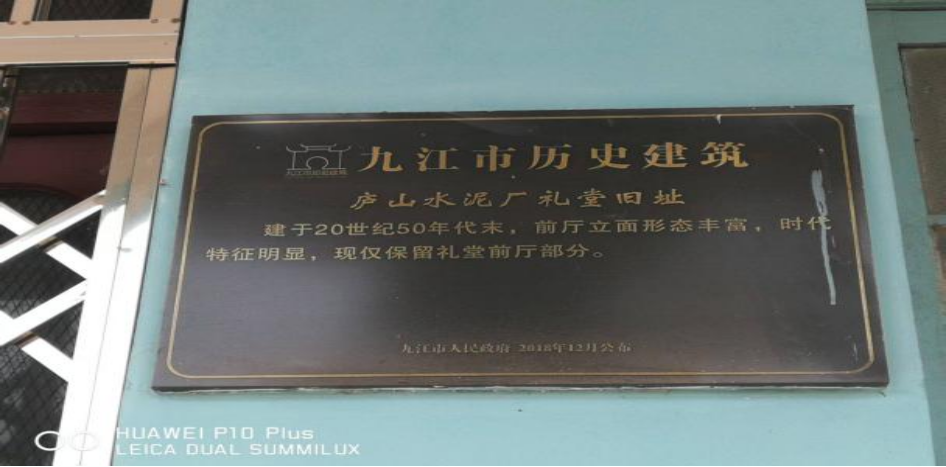 九江市历史建筑
庐山水泥厂礼堂旧址
建于20世纪50年代末，前厅立面形态丰富，时代
特征明显，现仅保留礼堂前厅部分。
九江市人民政府 2018年12月公布
HUAWEI P10 Plus
LEICA DUAL SUMMILUX